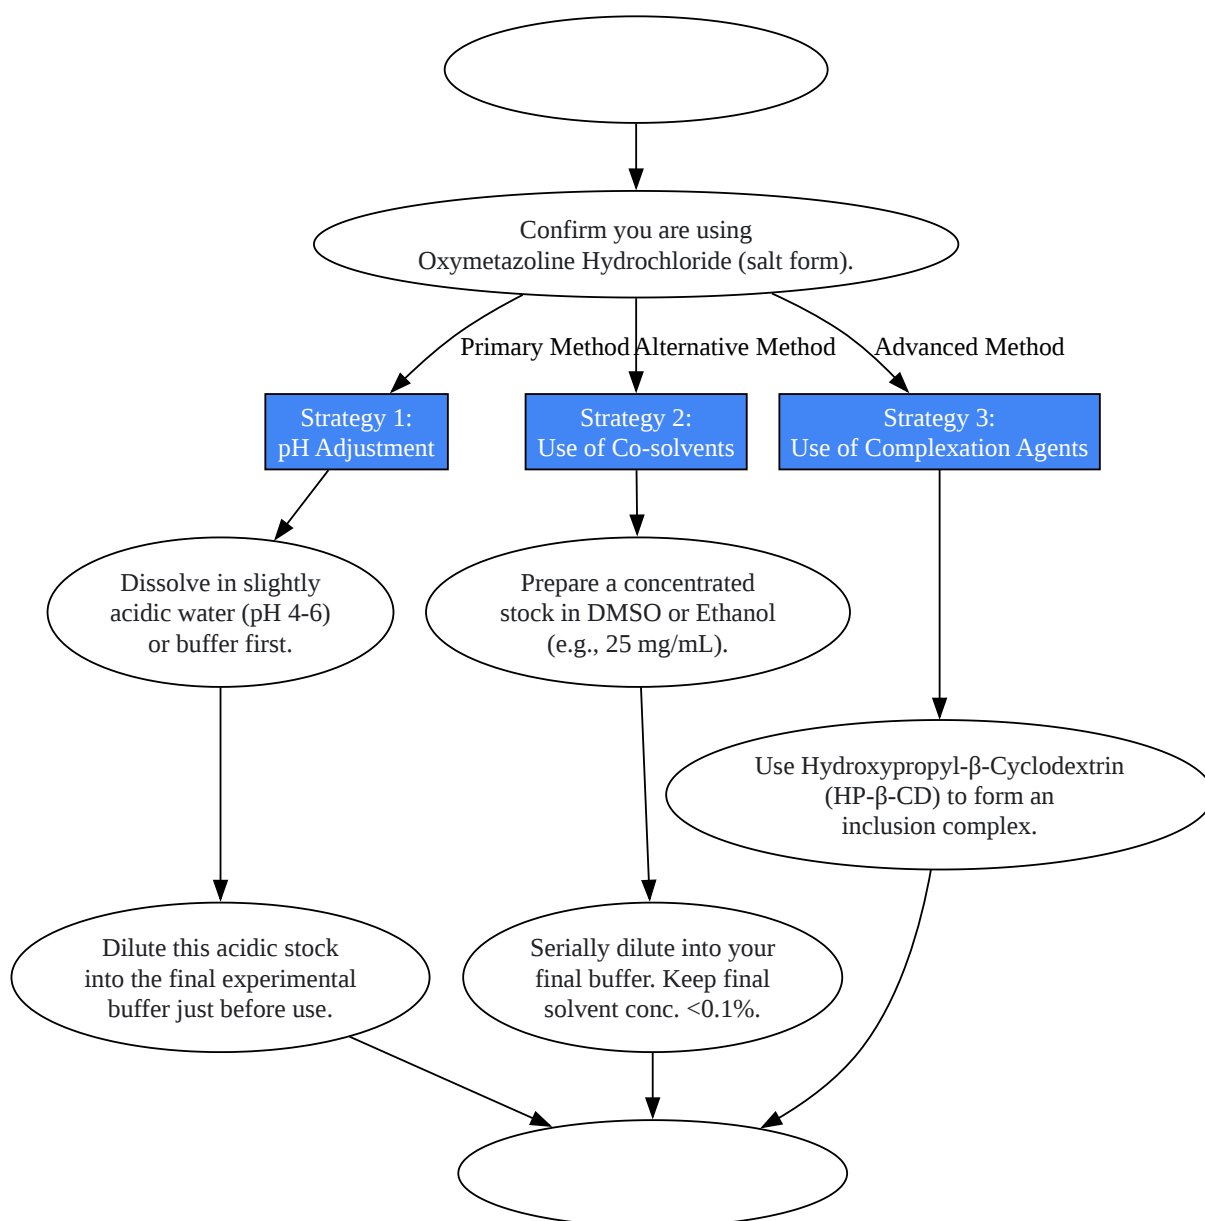 Confirm you are using
Oxymetazoline Hydrochloride (salt form).
Primary Method
Alternative Method
Advanced Method
Strategy 1:
pH Adjustment
Strategy 2:
Use of Co-solvents
Strategy 3:
Use of Complexation Agents
Dissolve in slightly
acidic water (pH 4-6)
or buffer first.
Prepare a concentrated
stock in DMSO or Ethanol
(e.g., 25 mg/mL).
Use Hydroxypropyl-β-Cyclodextrin
(HP-β-CD) to form an
inclusion complex.
Dilute this acidic stock
into the final experimental
buffer just before use.
Serially dilute into your
final buffer. Keep final
solvent conc. <0.1%.